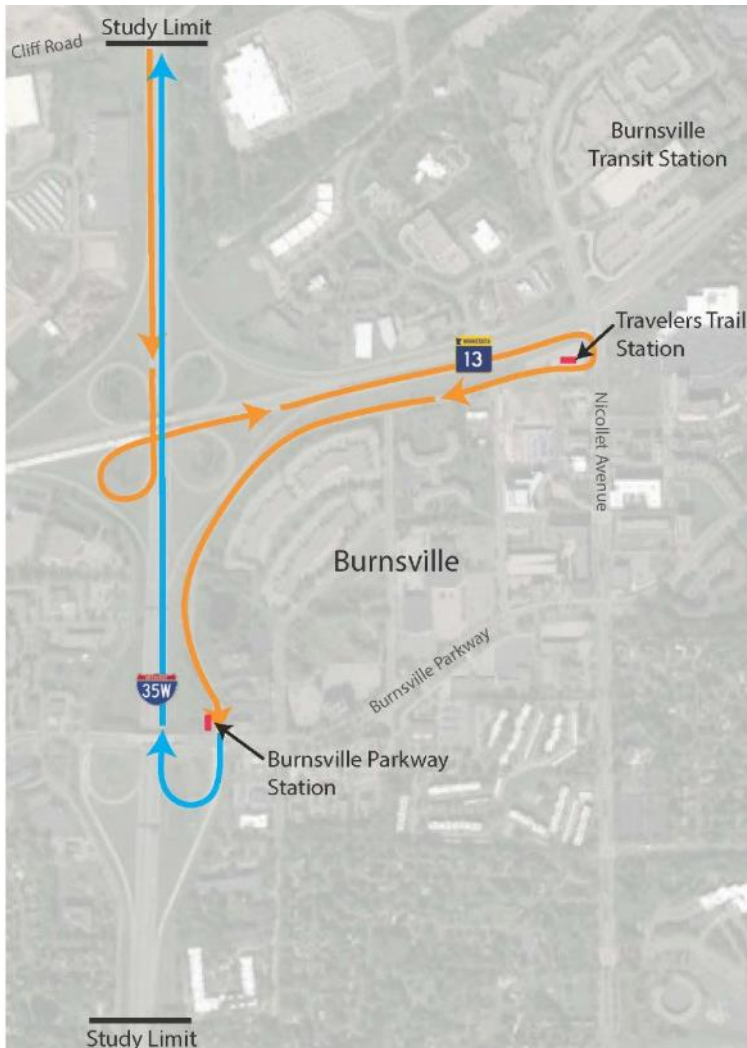 Study Limit
Cliff Road
Burnsville
Transit Station
MINNESOTA
13
Travelers Trail
Station
Nicollet Avenue
Burnsville
Burnsville Parkway
35W
Burnsville Parkway
Station
Study Limit